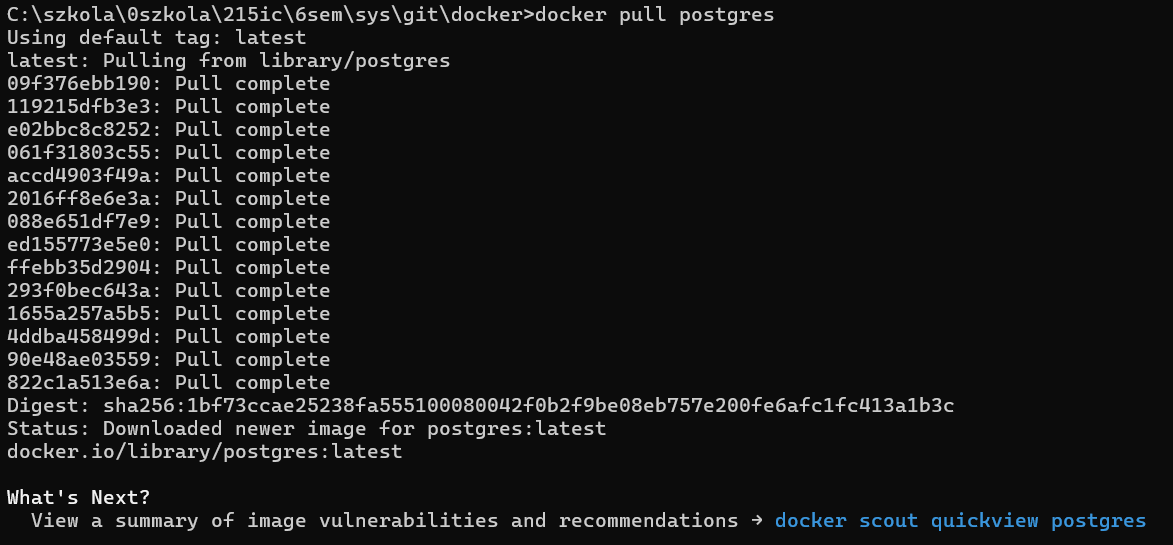 C:\szkola\0szkola\215ic\6sem\sys\git\docker>docker pull postgres
Using default tag: latest
latest: Pulling from library/postgres
09f376ebb190: Pull complete
119215dfb3e3: Pull complete
e02bbc8c8252: Pull complete
061f31803c55: Pull complete
accd4903f49a: Pull complete
2016ff8e6e3a: Pull complete
088e651df7e9: Pull complete
ed155773e5e0: Pull complete
ffebb35d2904: Pull complete
293f0bec643a: Pull complete
1655a257a5b5: Pull complete
4ddba458499d: Pull complete
90e48ae03559: Pull complete
822c1a513e6a: Pull complete
Digest: sha256:1bf73ccae25238fa555100080042f0b2f9be08eb757e200fe6afc1fc413a1b3c
Status: Downloaded newer image for postgres:latest
docker.io/library/postgres:latest
What's Next?
View a summary of image vulnerabilities and recommendations → docker scout quickview postgres